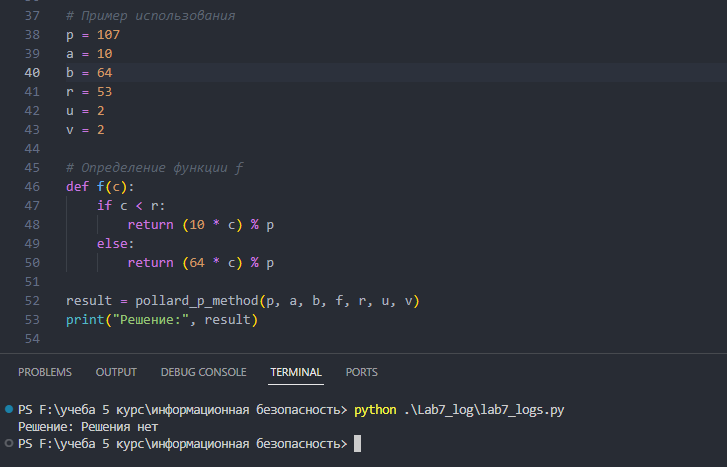 37 # Пример использования
38 p = 107
39 a = 10
40 b = 64
41 r = 53
42 u = 2
43 v = 2
44
45 # Определение функции f
46 def f(c):
47     if c < r:
48         return (10 * c) % p
49     else:
50         return (64 * c) % p
51
52 result = pollard_p_method(p, a, b, f, r, u, v)
53 print("Решение:", result)
54
PROBLEMS OUTPUT DEBUG CONSOLE TERMINAL PORTS
PS F:\учеба 5 курс\информационная безопасность> python .\Lab7_log\lab7_logs.py
Решение: Решения нет
PS F:\учеба 5 курс\информационная безопасность>